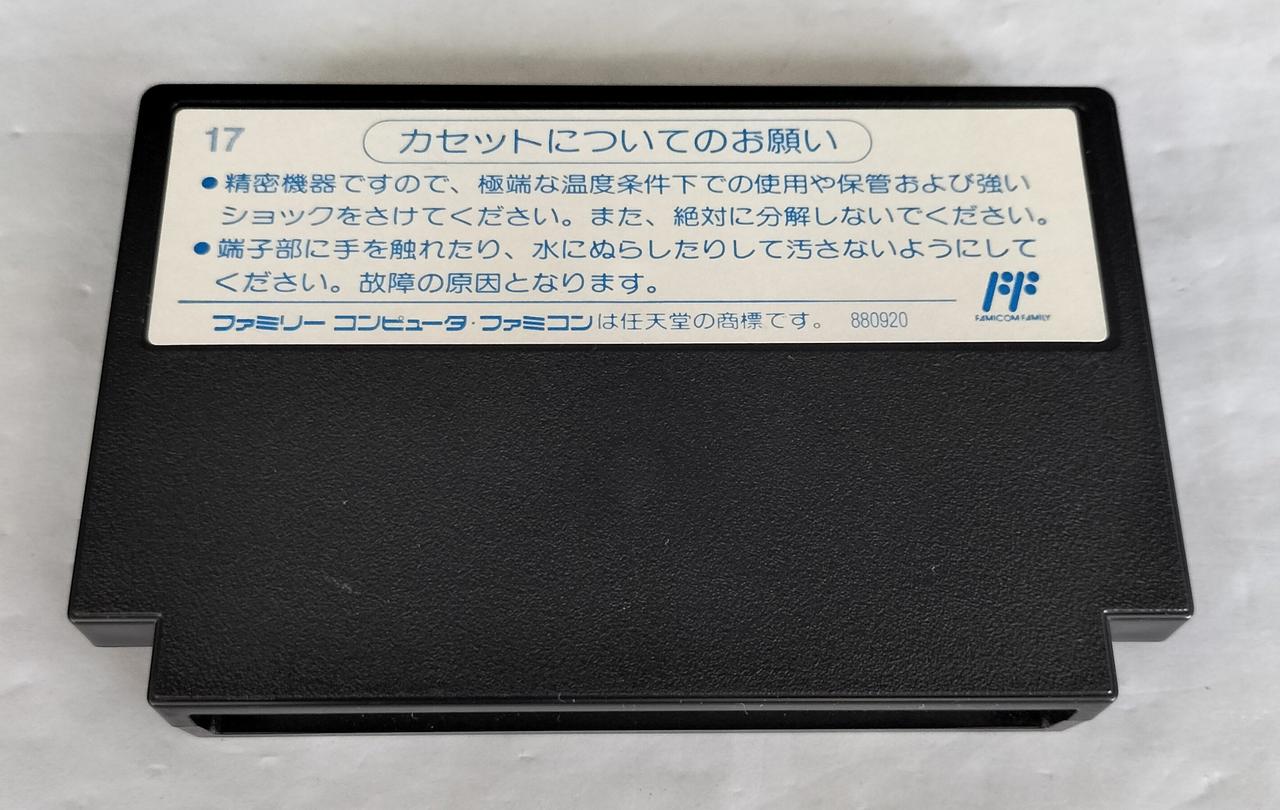 17
カセットについてのお願い
●精密機器ですので、極端な温度条件下での使用や保管および強い
ショックをさけてください。また、絶対に分解しないでください。
●端子部に手を触れたり、水にぬらしたりして汚さないようにして
ください。故障の原因となります。
FF
FAMICOM FAMILY
ファミリー コンピュータ・ファミコンは任天堂の商標です。 880920